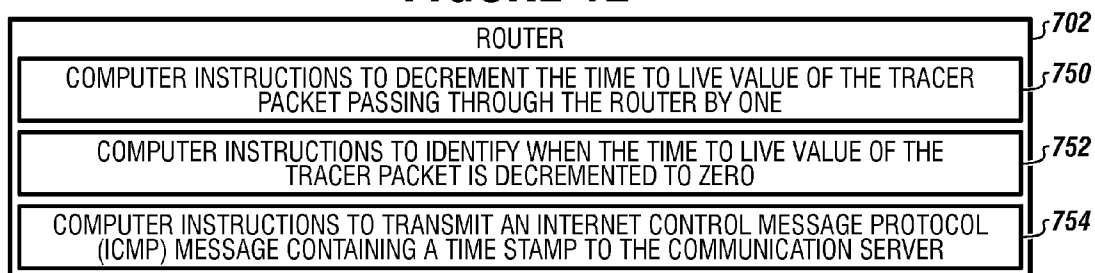 ROUTER
702
COMPUTER INSTRUCTIONS TO DECREMENT THE TIME TO LIVE VALUE OF THE TRACER
PACKET PASSING THROUGH THE ROUTER BY ONE
750
COMPUTER INSTRUCTIONS TO IDENTIFY WHEN THE TIME TO LIVE VALUE OF THE
TRACER PACKET IS DECREMENTED TO ZERO
752
COMPUTER INSTRUCTIONS TO TRANSMIT AN INTERNET CONTROL MESSAGE PROTOCOL
(ICMP) MESSAGE CONTAINING A TIME STAMP TO THE COMMUNICATION SERVER
754